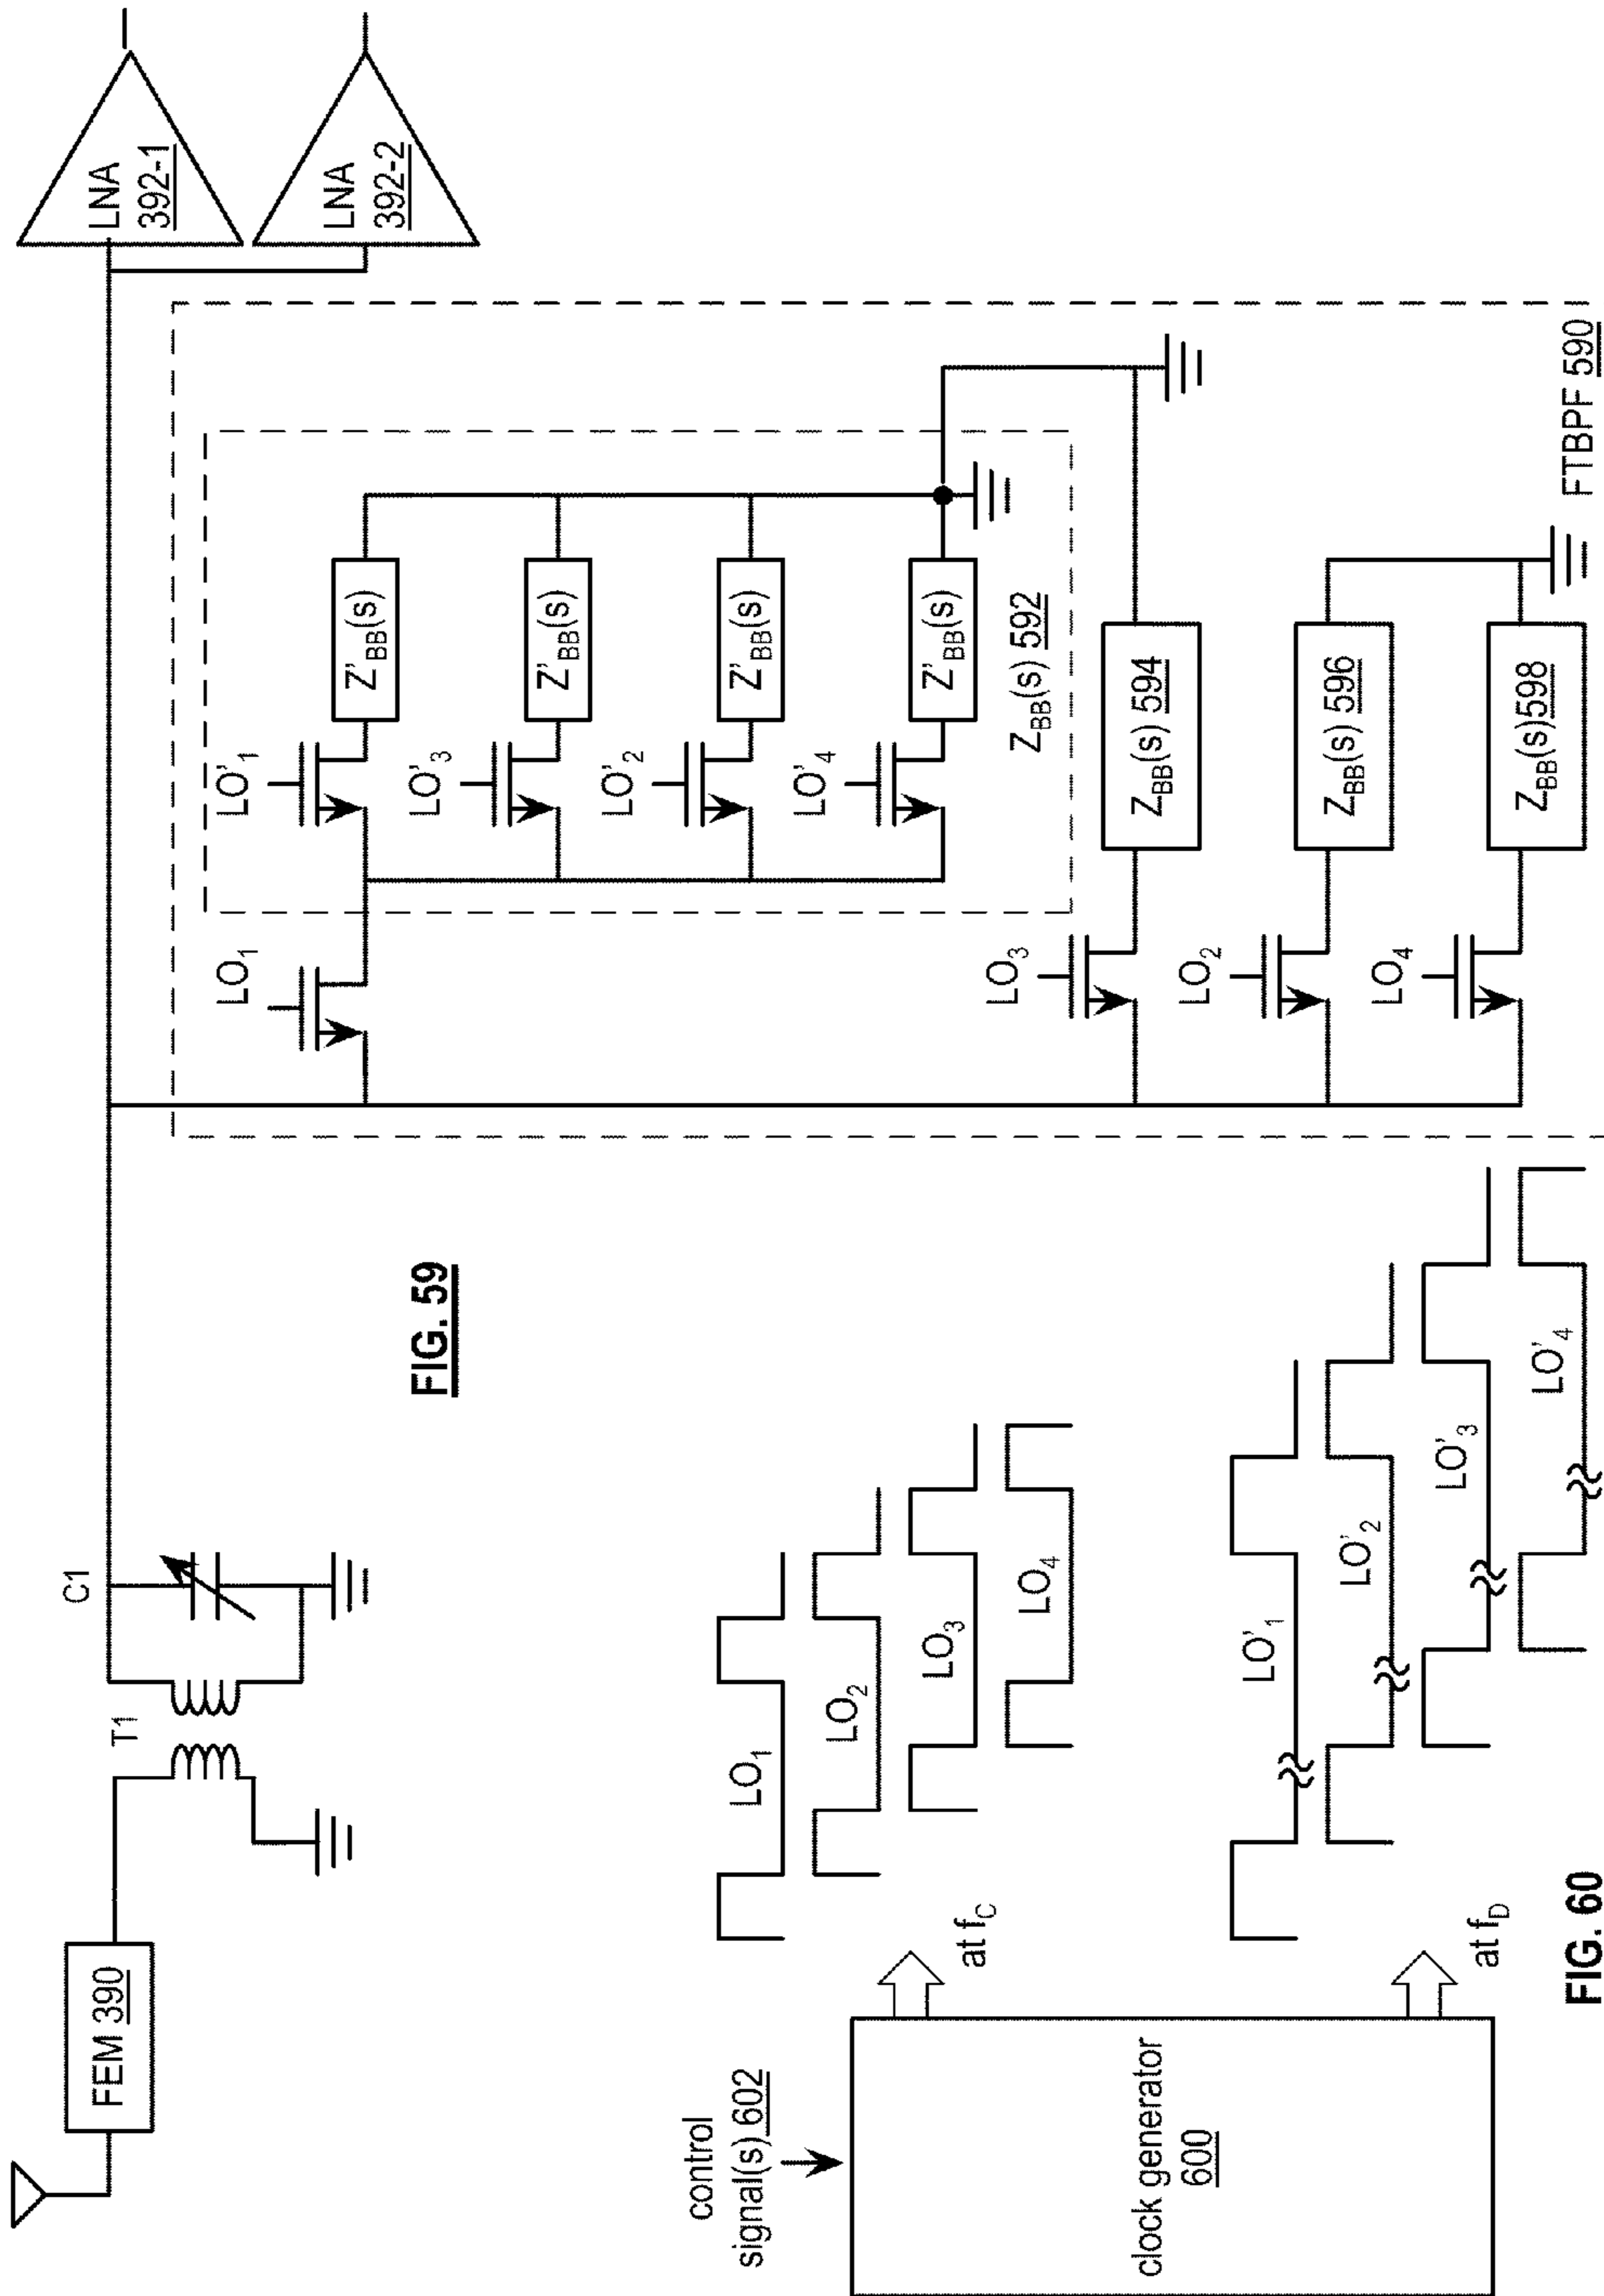 FEM 390
T1
C1
LNA
392-1
LNA
392-2
LO1
LO'1
Z'BB(s)
LO'3
Z'BB(s)
LO'2
Z'BB(s)
LO'4
Z'BB(s)
ZBB(s) 592
LO3
ZBB(s) 594
LO2
ZBB(s) 596
LO4
ZBB(s)598
FTBPF 590
FIG. 59
control
signal(s) 602
clock generator
600
at fC
at fD
LO1
LO2
LO3
LO4
LO'1
LO'2
LO'3
LO'4
FIG. 60